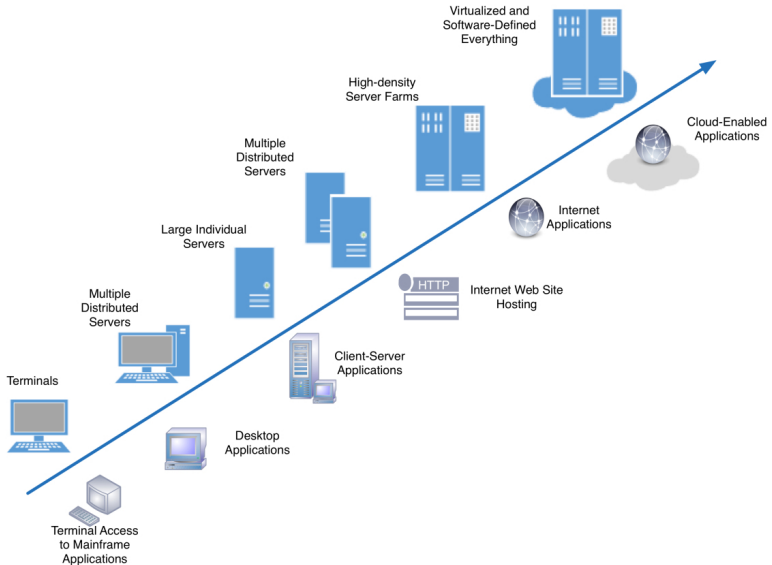 Virtualized and
Software-Defined
Everything
High-density
Server Farms
Cloud-Enabled
Applications
Multiple
Distributed
Servers
Internet
Applications
Large Individual
Servers
HTTP
Internet Web Site
Hosting
Multiple
Distributed
Servers
Client-Server
Applications
Terminals
Desktop
Applications
Terminal Access
to Mainframe
Applications